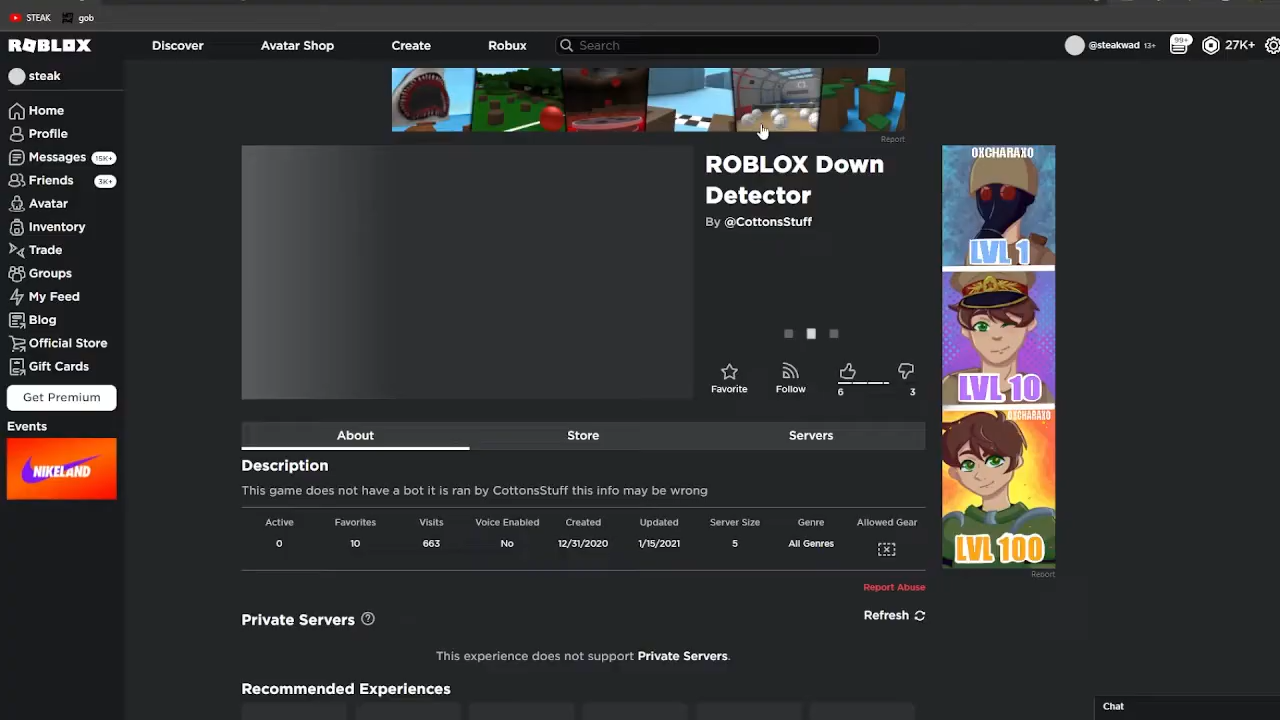 STEAK gob
ROBLOX Discover Avatar Shop Create Robux Search @steakwad 13+ 99+ 27K+
steak
Home
Profile
Messages 15K+
Friends 3K+
Avatar
Inventory
Trade
Groups
My Feed
Blog
Official Store
Gift Cards
Get Premium
Events
NIKELAND
Report
ROBLOX Down
Detector
By @CottonsStuff
Favorite Follow 6 3
About Store Servers
Description
This game does not have a bot it is ran by CottonsStuff this info may be wrong
Active Favorites Visits Voice Enabled Created Updated Server Size Genre Allowed Gear
0 10 663 No 12/31/2020 1/15/2021 5 All Genres
Report Abuse
Private Servers ? Refresh
This experience does not support Private Servers.
Recommended Experiences
OXCHARAXO
LVL 1
LVL 10
OXCHARAXO
LVL 100
Report
Chat